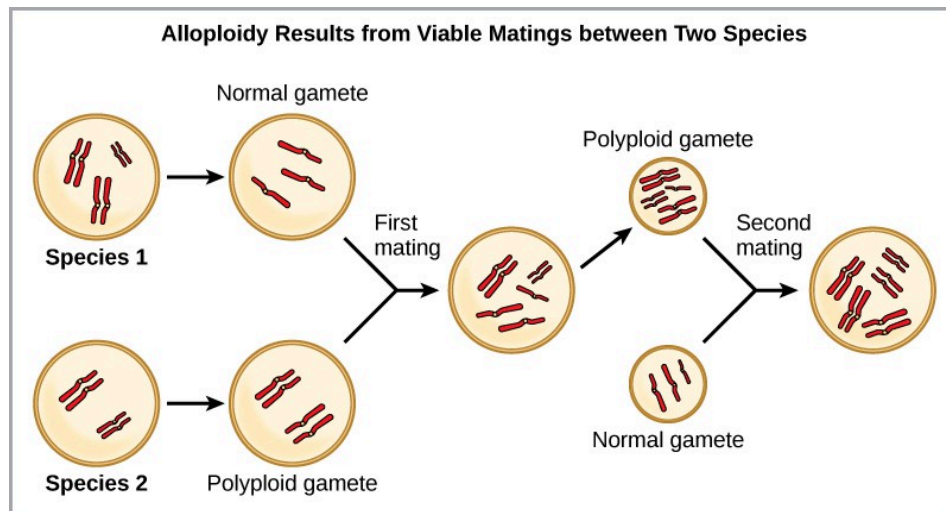 Alloploidy Results from Viable Matings between Two Species
Normal gamete
Species 1
First
mating
Species 2
Polyploid gamete
Polyploid gamete
Second
mating
Normal gamete